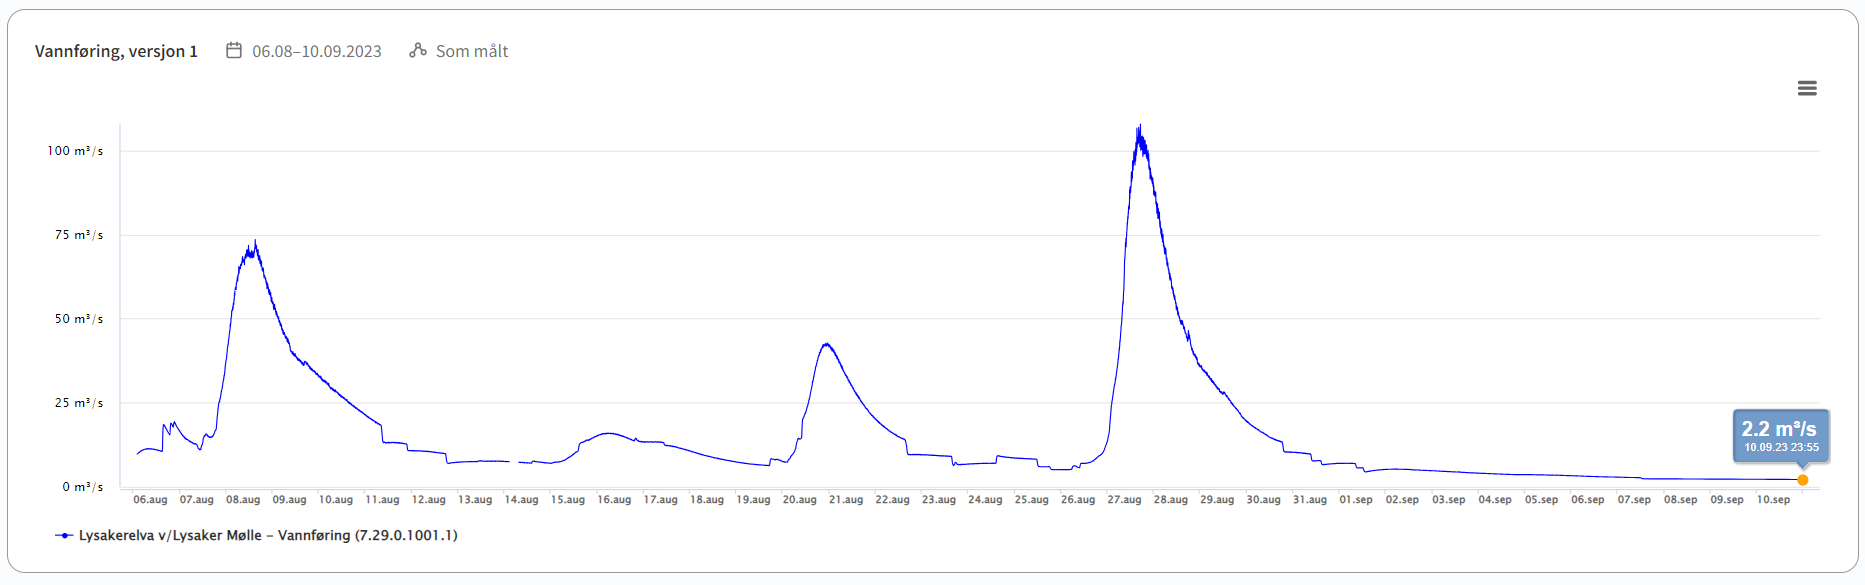 Vannføring, versjon 1 06.08–10.09.2023 Som målt
100 m³/s
75 m³/s
50 m³/s
25 m³/s
0 m³/s
2.2 m³/s
10.09.23 23:55
06.aug 07.aug 08.aug 09.aug 10.aug 11.aug 12.aug 13.aug 14.aug 15.aug 16.aug 17.aug 18.aug 19.aug 20.aug 21.aug 22.aug 23.aug 24.aug 25.aug 26.aug 27.aug 28.aug 29.aug 30.aug 31.aug 01.sep 02.sep 03.sep 04.sep 05.sep 06.sep 07.sep 08.sep 09.sep 10.sep
Lysakerelva v/Lysaker Mølle – Vannføring (7.29.0.1001.1)